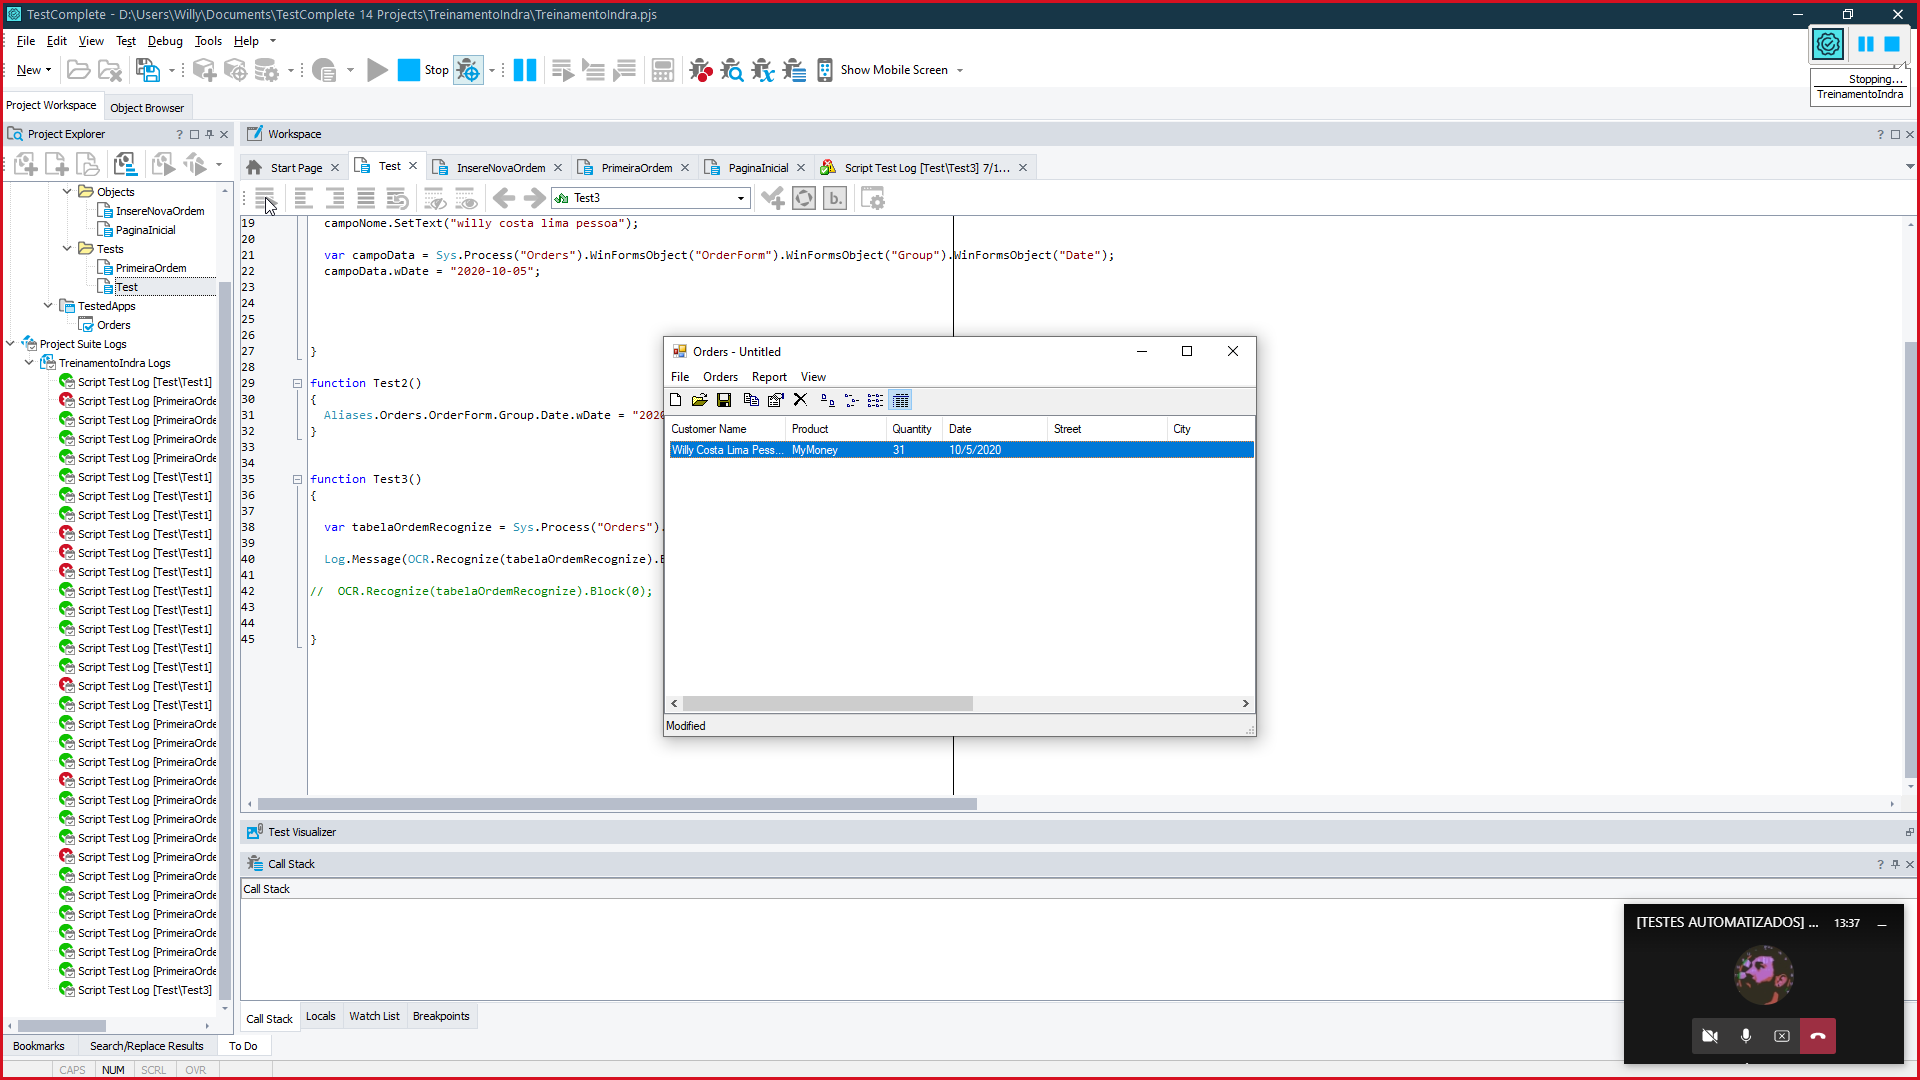 TestComplete - D:\Users\Willy\Documents\TestComplete 14 Projects\TreinamentoIndra\TreinamentoIndra.pjs
File Edit View Test Debug Tools Help
New Stop Show Mobile Screen
Stopping...
TreinamentoIndra
Project Workspace Object Browser
Project Explorer
Workspace
Start Page Test InsereNovaOrdem PrimeiraOrdem PaginaInicial Script Test Log [Test\Test3] 7/1...
Test3
Objects
InsereNovaOrdem
PaginaInicial
Tests
PrimeiraOrdem
Test
TestedApps
Orders
Project Suite Logs
TreinamentoIndra Logs
Script Test Log [Test\Test1]
Script Test Log [PrimeiraOrde
Script Test Log [PrimeiraOrde
Script Test Log [PrimeiraOrde
Script Test Log [PrimeiraOrde
Script Test Log [Test\Test1]
Script Test Log [Test\Test1]
Script Test Log [Test\Test1]
Script Test Log [Test\Test1]
Script Test Log [Test\Test1]
Script Test Log [Test\Test1]
Script Test Log [Test\Test1]
Script Test Log [Test\Test1]
Script Test Log [Test\Test1]
Script Test Log [Test\Test1]
Script Test Log [Test\Test1]
Script Test Log [Test\Test1]
Script Test Log [Test\Test1]
Script Test Log [PrimeiraOrde
Script Test Log [PrimeiraOrde
Script Test Log [PrimeiraOrde
Script Test Log [PrimeiraOrde
Script Test Log [PrimeiraOrde
Script Test Log [PrimeiraOrde
Script Test Log [PrimeiraOrde
Script Test Log [PrimeiraOrde
Script Test Log [PrimeiraOrde
Script Test Log [PrimeiraOrde
Script Test Log [PrimeiraOrde
Script Test Log [PrimeiraOrde
Script Test Log [PrimeiraOrde
Script Test Log [PrimeiraOrde
Script Test Log [Test\Test3]
19 campoNome.SetText("willy costa lima pessoa");
20
21 var campoData = Sys.Process("Orders").WinFormsObject("OrderForm").WinFormsObject("Group").WinFormsObject("Date");
22 campoData.wDate = "2020-10-05";
23
24
25
26
27 }
28
29 function Test2()
30 {
31 Aliases.Orders.OrderForm.Group.Date.wDate = "2020
32 }
33
34
35 function Test3()
36 {
37
38 var tabelaOrdemRecognize = Sys.Process("Orders").
39
40 Log.Message(OCR.Recognize(tabelaOrdemRecognize).B
41
42 // OCR.Recognize(tabelaOrdemRecognize).Block(0);
43
44
45 }
Orders - Untitled
File Orders Report View
Customer Name Product Quantity Date Street City
Willy Costa Lima Pess... MyMoney 31 10/5/2020
Modified
Test Visualizer
Call Stack
Call Stack
Call Stack Locals Watch List Breakpoints
Bookmarks Search/Replace Results To Do
CAPS NUM SCRL OVR
[TESTES AUTOMATIZADOS] ... 13:37